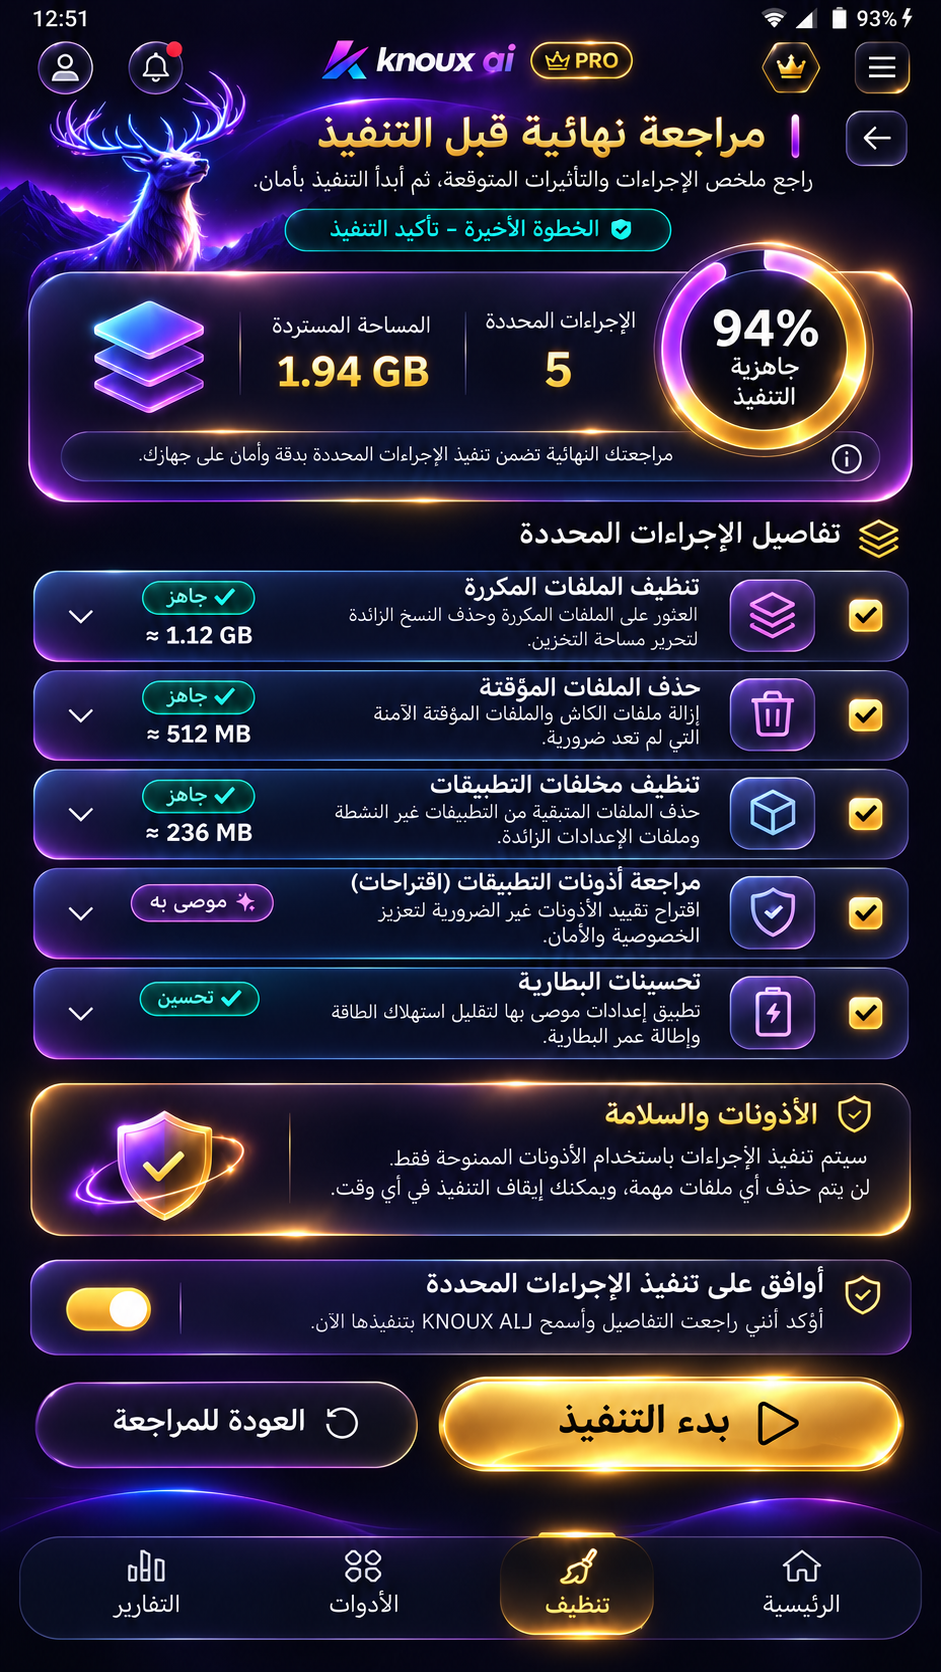 12:51
93%
knoux ai
PRO
مراجعة نهائية قبل التنفيذ
راجع ملخص الإجراءات والتأثيرات المتوقعة، ثم أبدأ التنفيذ بأمان.
الخطوة الأخيرة - تأكيد التنفيذ
94%
جاهزية
التنفيذ
الإجراءات المحددة
5
المساحة المستردة
1.94 GB
مراجعتك النهائية تضمن تنفيذ الإجراءات المحددة بدقة وأمان على جهازك.
تفاصيل الإجراءات المحددة
تنظيف الملفات المكررة
العثور على الملفات المكررة وحذف النسخ الزائدة
لتحرير مساحة التخزين.
جاهز
≈ 1.12 GB
حذف الملفات المؤقتة
إزالة ملفات الكاش والملفات المؤقتة الآمنة
التي لم تعد ضرورية.
جاهز
≈ 512 MB
تنظيف مخلفات التطبيقات
حذف الملفات المتبقية من التطبيقات غير النشطة
وملفات الإعدادات الزائدة.
جاهز
≈ 236 MB
مراجعة أذونات التطبيقات (اقتراحات)
اقتراح تقييد الأذونات غير الضرورية لتعزيز
الخصوصية والأمان.
موصى به
تحسينات البطارية
تطبيق إعدادات موصى بها لتقليل استهلاك الطاقة
وإطالة عمر البطارية.
تحسين
الأذونات والسلامة
سيتم تنفيذ الإجراءات باستخدام الأذونات الممنوحة فقط.
لن يتم حذف أي ملفات مهمة، ويمكنك إيقاف التنفيذ في أي وقت.
أوافق على تنفيذ الإجراءات المحددة
أؤكد أنني راجعت التفاصيل وأسمح لـ KNOUX AI بتنفيذها الآن.
بدء التنفيذ
العودة للمراجعة
الرئيسية
تنظيف
الأدوات
التقارير